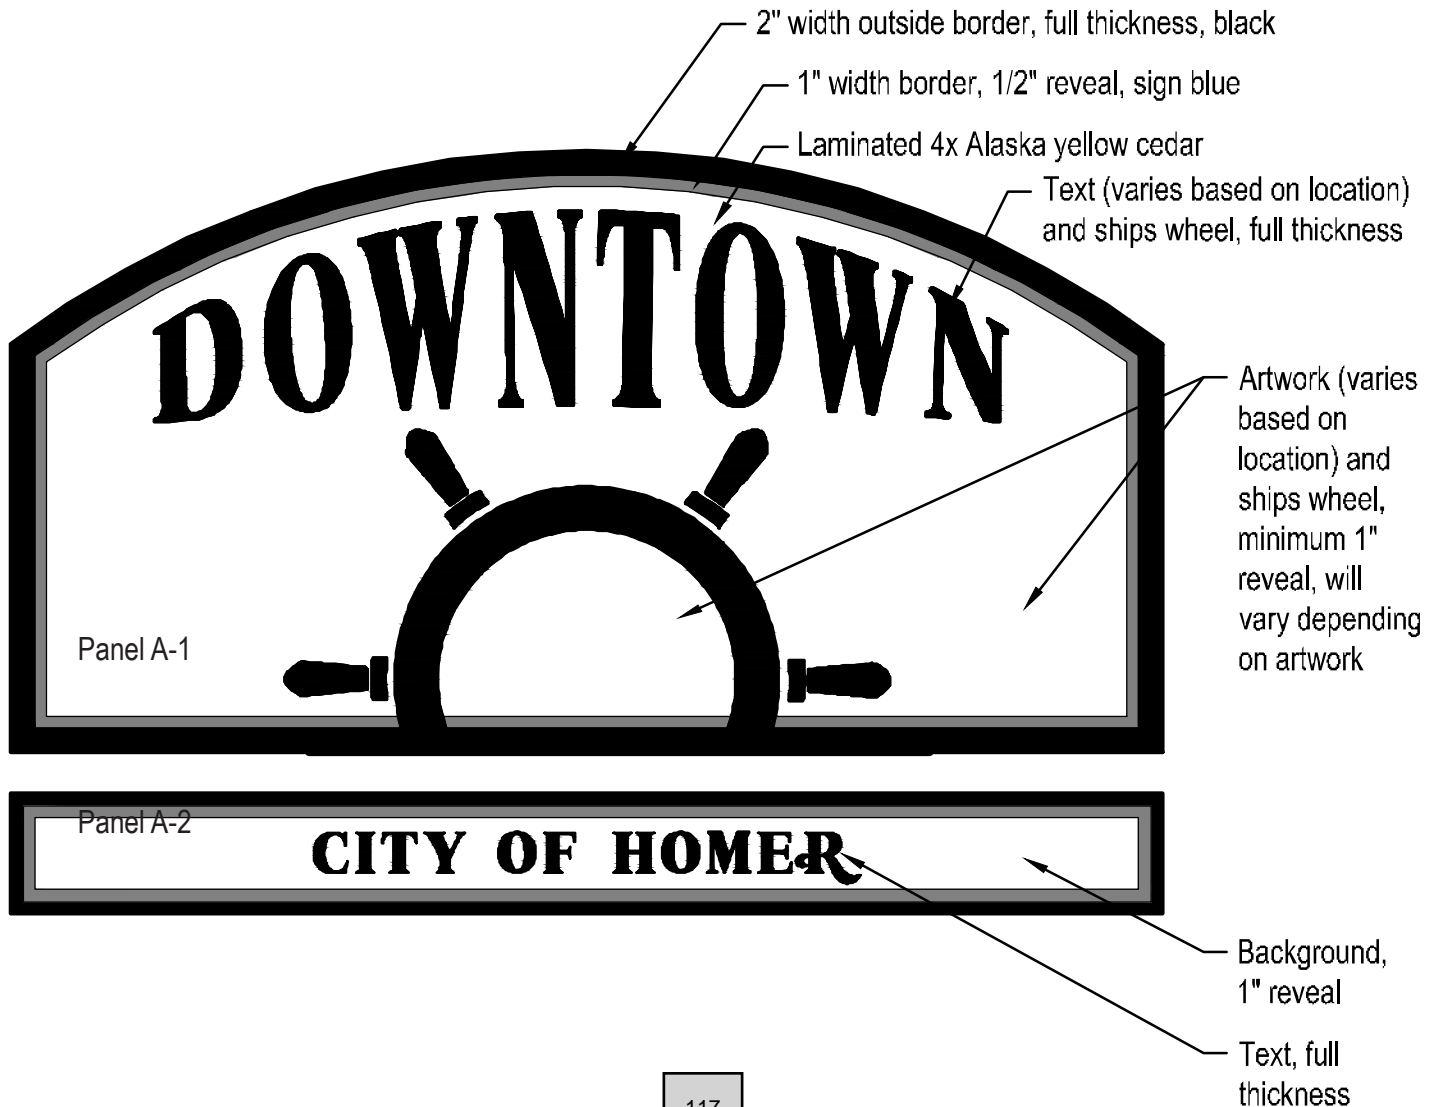 2" width outside border, full thickness, black
1" width border, 1/2" reveal, sign blue
Laminated 4x Alaska yellow cedar
Text (varies based on location)
and ships wheel, full thickness
DOWNTOWN
Artwork (varies
based on
location) and
ships wheel,
minimum 1"
reveal, will
vary depending
on artwork
Panel A-1
Panel A-2
CITY OF HOMER
Background,
1" reveal
Text, full
thickness
117